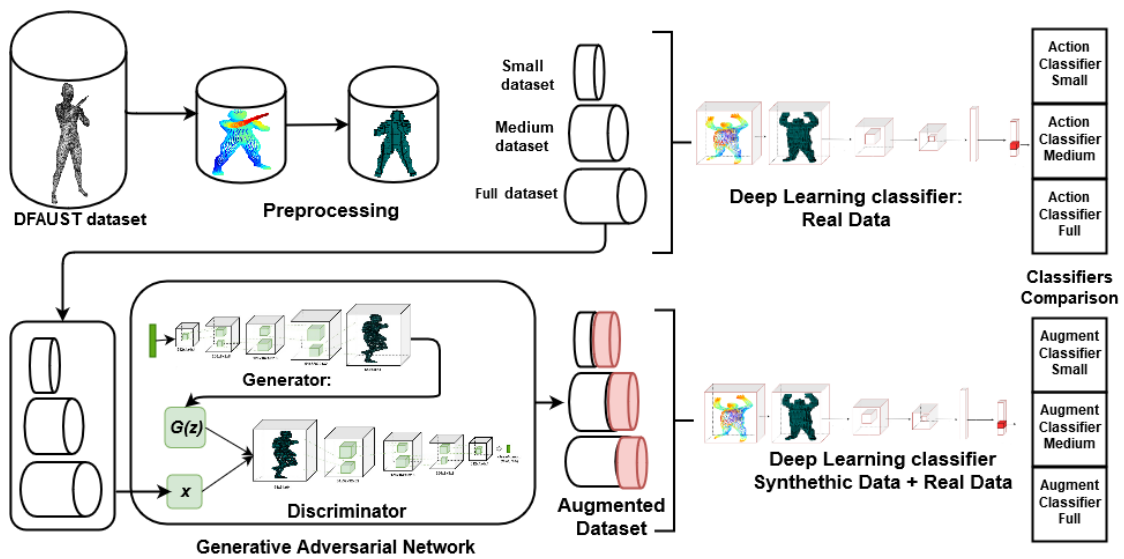 DFAUST dataset
Preprocessing
Small
dataset
Medium
dataset
Full dataset
Deep Learning classifier:
Real Data
Action
Classifier
Small
Action
Classifier
Medium
Action
Classifier
Full
Classifiers
Comparison
Generator:
G(z)
x
Discriminator
Generative Adversarial Network
Augmented
Dataset
Deep Learning classifier
Synthethic Data + Real Data
Augment
Classifier
Small
Augment
Classifier
Medium
Augment
Classifier
Full